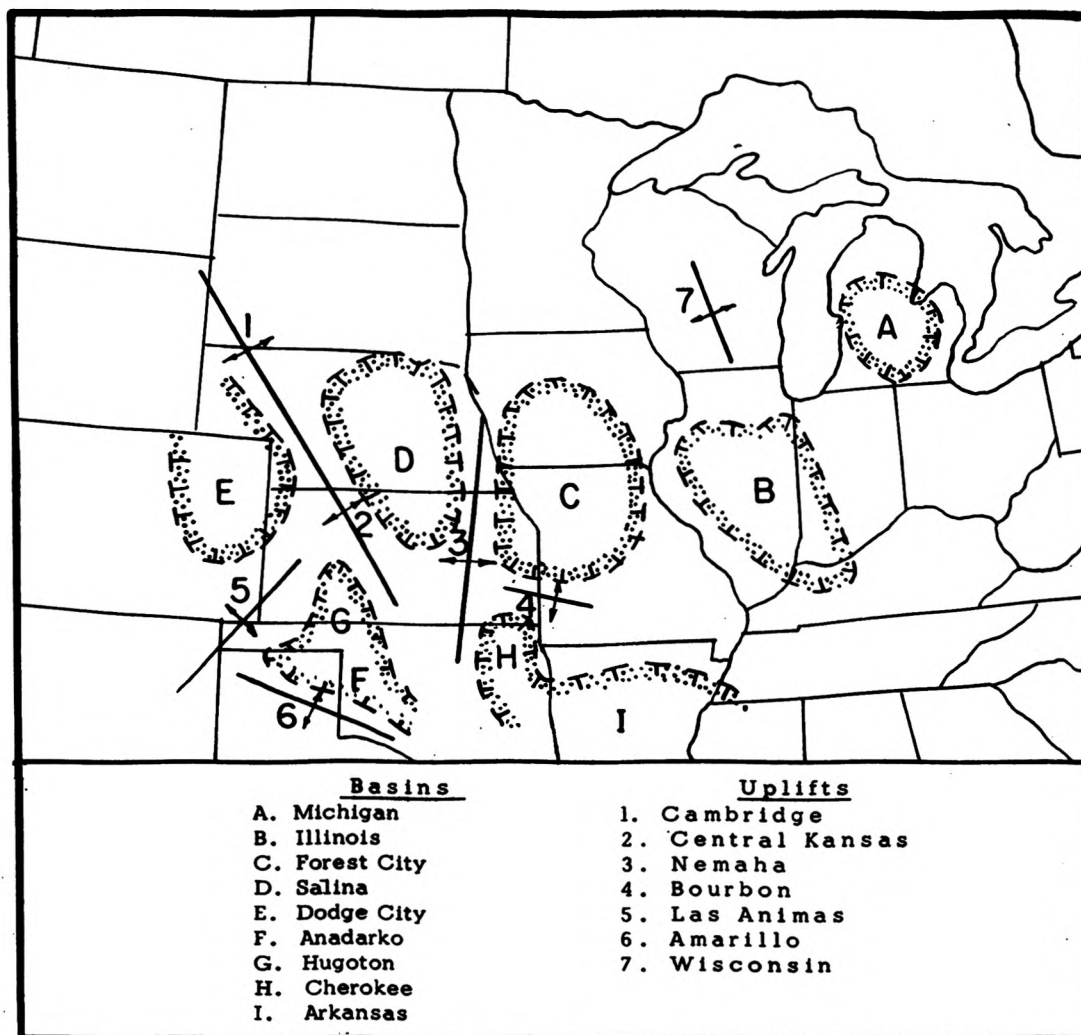 1
7
A
D
E
C
B
2
3
5
4
G
H
F
6
I
Basins
A. Michigan
B. Illinois
C. Forest City
D. Salina
E. Dodge City
F. Anadarko
G. Hugoton
H. Cherokee
I. Arkansas
Uplifts
1. Cambridge
2. Central Kansas
3. Nemaha
4. Bourbon
5. Las Animas
6. Amarillo
7. Wisconsin